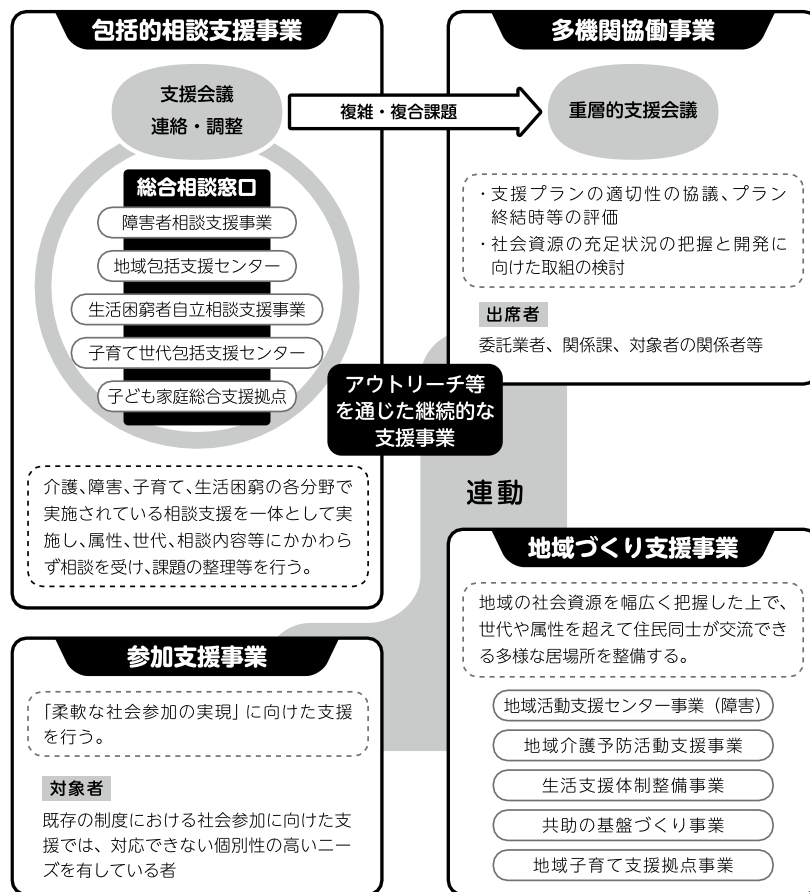 包括的相談支援事業
支援会議
連絡・調整
複雑・複合課題
総合相談窓口
障害者相談支援事業
地域包括支援センター
生活困窮者自立相談支援事業
子育て世代包括支援センター
子ども家庭総合支援拠点
介護、障害、子育て、生活困窮の各分野で
実施されている相談支援を一体として実
施し、属性、世代、相談内容等にかかわら
ず相談を受け、課題の整理等を行う。
多機関協働事業
重層的支援会議
・支援プランの適切性の協議、プラン
終結時等の評価
・社会資源の充足状況の把握と開発に
向けた取組の検討
出席者
委託業者、関係課、対象者の関係者等
アウトリーチ等
を通じた継続的な
支援事業
連動
参加支援事業
「柔軟な社会参加の実現」に向けた支援
を行う。
対象者
既存の制度における社会参加に向けた支
援では、対応できない個別性の高いニー
ズを有している者
地域づくり支援事業
地域の社会資源を幅広く把握した上で、
世代や属性を超えて住民同士が交流でき
る多様な居場所を整備する。
地域活動支援センター事業（障害）
地域介護予防活動支援事業
生活支援体制整備事業
共助の基盤づくり事業
地域子育て支援拠点事業